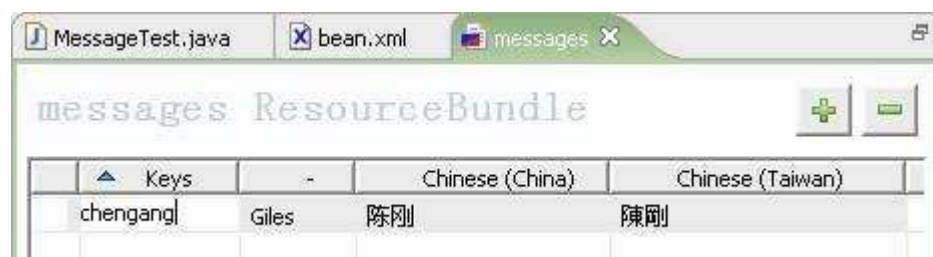 MessageTest.java bean.xml messages
messages ResourceBundle
Keys - Chinese (China) Chinese (Taiwan)
chengang Giles 陈刚 陳剛